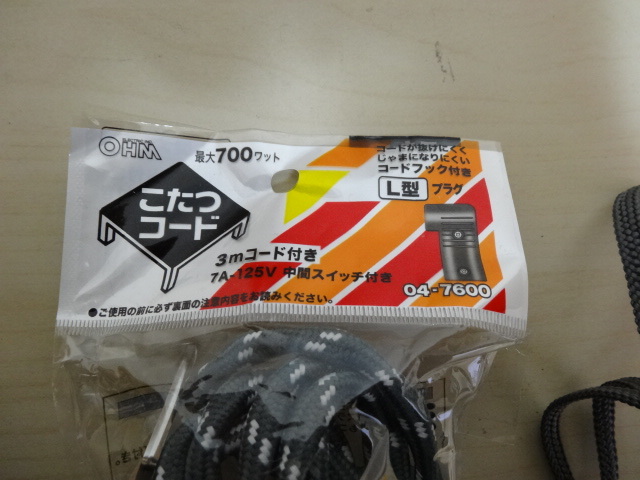 OHM
最大700ワット
こたつ
コード
3mコード付き
7A-125V 中間スイッチ付き
●ご使用の前に必ず裏面の注意内容をお読みください。
コードが抜けにくく
じゃまになりにくい
コードフック付き
L型 プラグ
04-7600